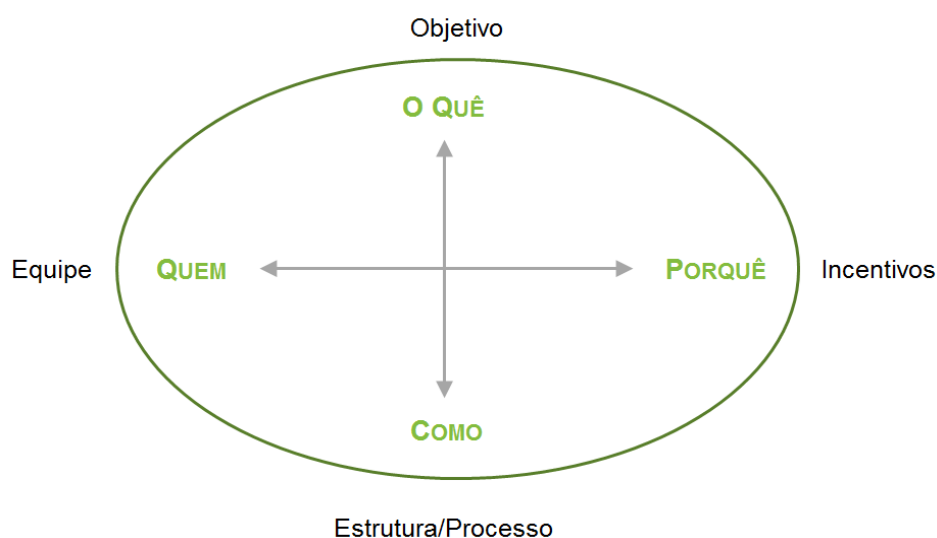 Objetivo
O QUÊ
Equipe
QUEM
PORQUÊ
Incentivos
COMO
Estrutura/Processo